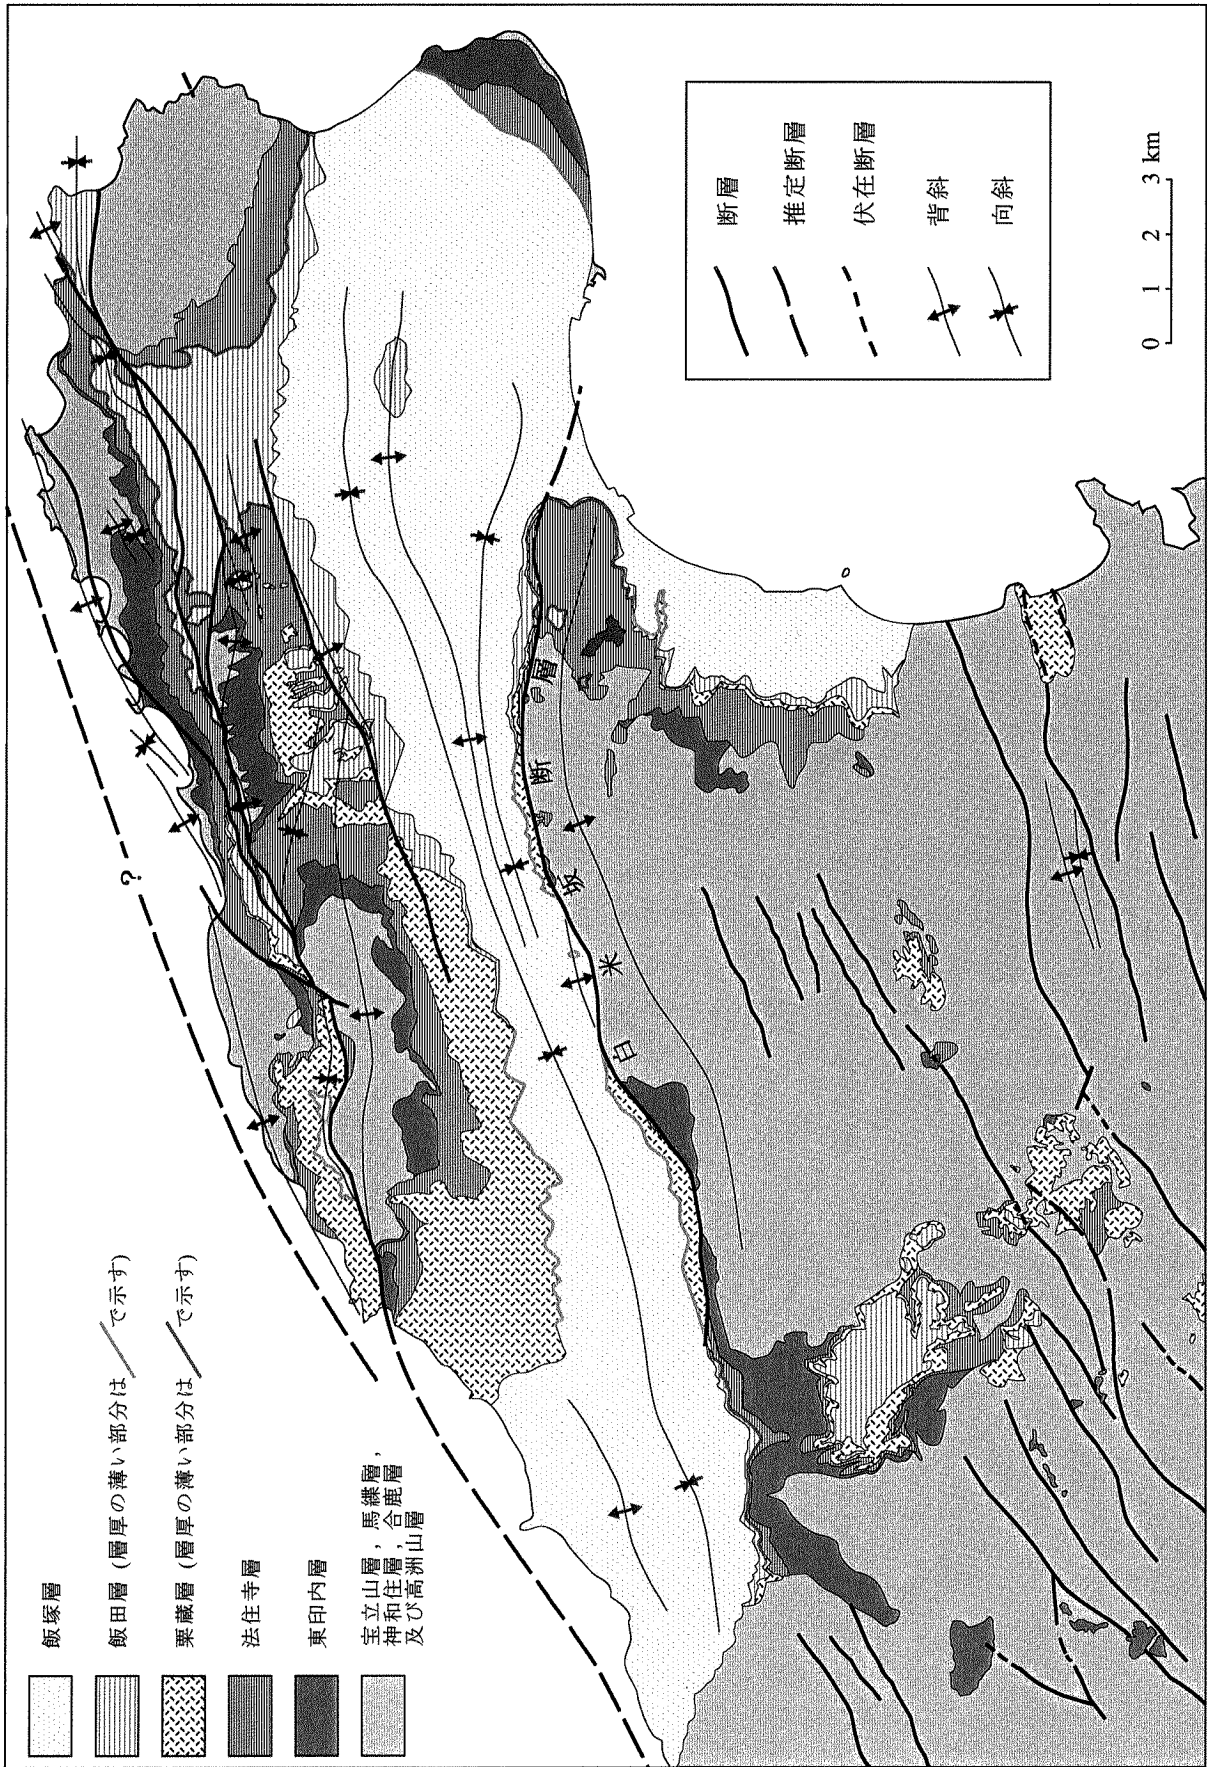 飯塚層
飯田層 (層厚の薄い部分は／で示す)
粟蔵層 (層厚の薄い部分は／で示す)
法住寺層
東印内層
宝立山層，馬緤層，
神和住層，合鹿層
及び高洲山層
?
臼米坂断層
断層
推定断層
伏在断層
背斜
向斜
0 1 2 3 km